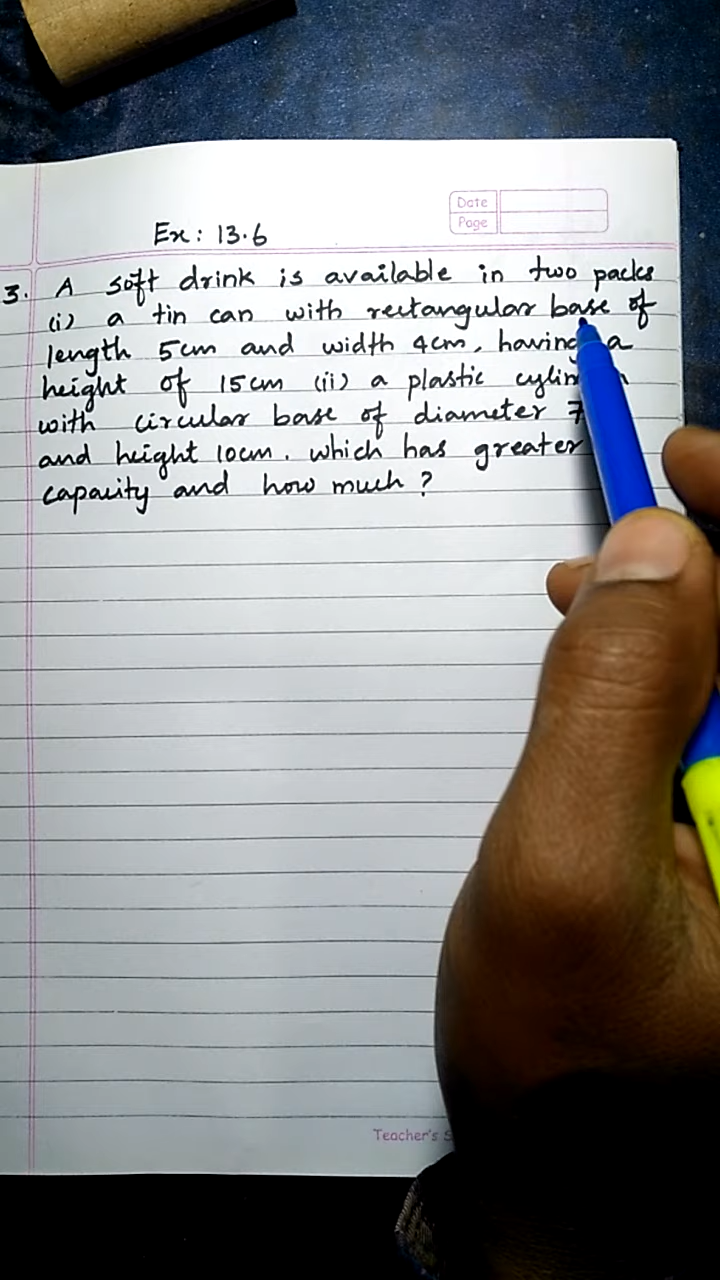 Date
Page
Ex: 13.6
3. A soft drink is available in two packs
(i) a tin can with rectangular base of
length 5cm and width 4cm, having a
height of 15cm (ii) a plastic
with circular base of diameter 7
and height 10cm. which has greater
capacity and how much?
Teacher's